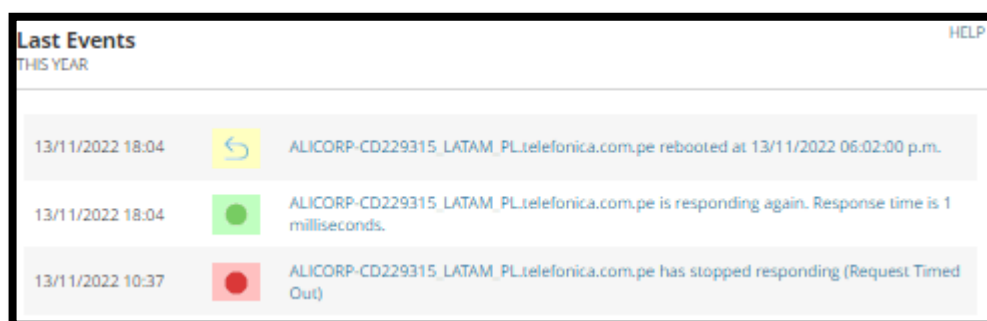 Last Events
HELP
THIS YEAR
13/11/2022 18:04
ALICORP-CD229315_LATAM_PL.telefonica.com.pe rebooted at 13/11/2022 06:02:00 p.m.
13/11/2022 18:04
ALICORP-CD229315_LATAM_PL.telefonica.com.pe is responding again. Response time is 1
milliseconds.
13/11/2022 10:37
ALICORP-CD229315_LATAM_PL.telefonica.com.pe has stopped responding (Request Timed
Out)